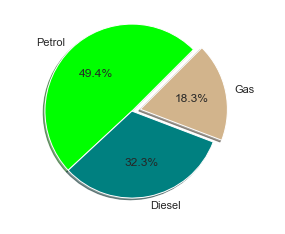 Petrol
49.4%
Gas
18.3%
32.3%
Diesel